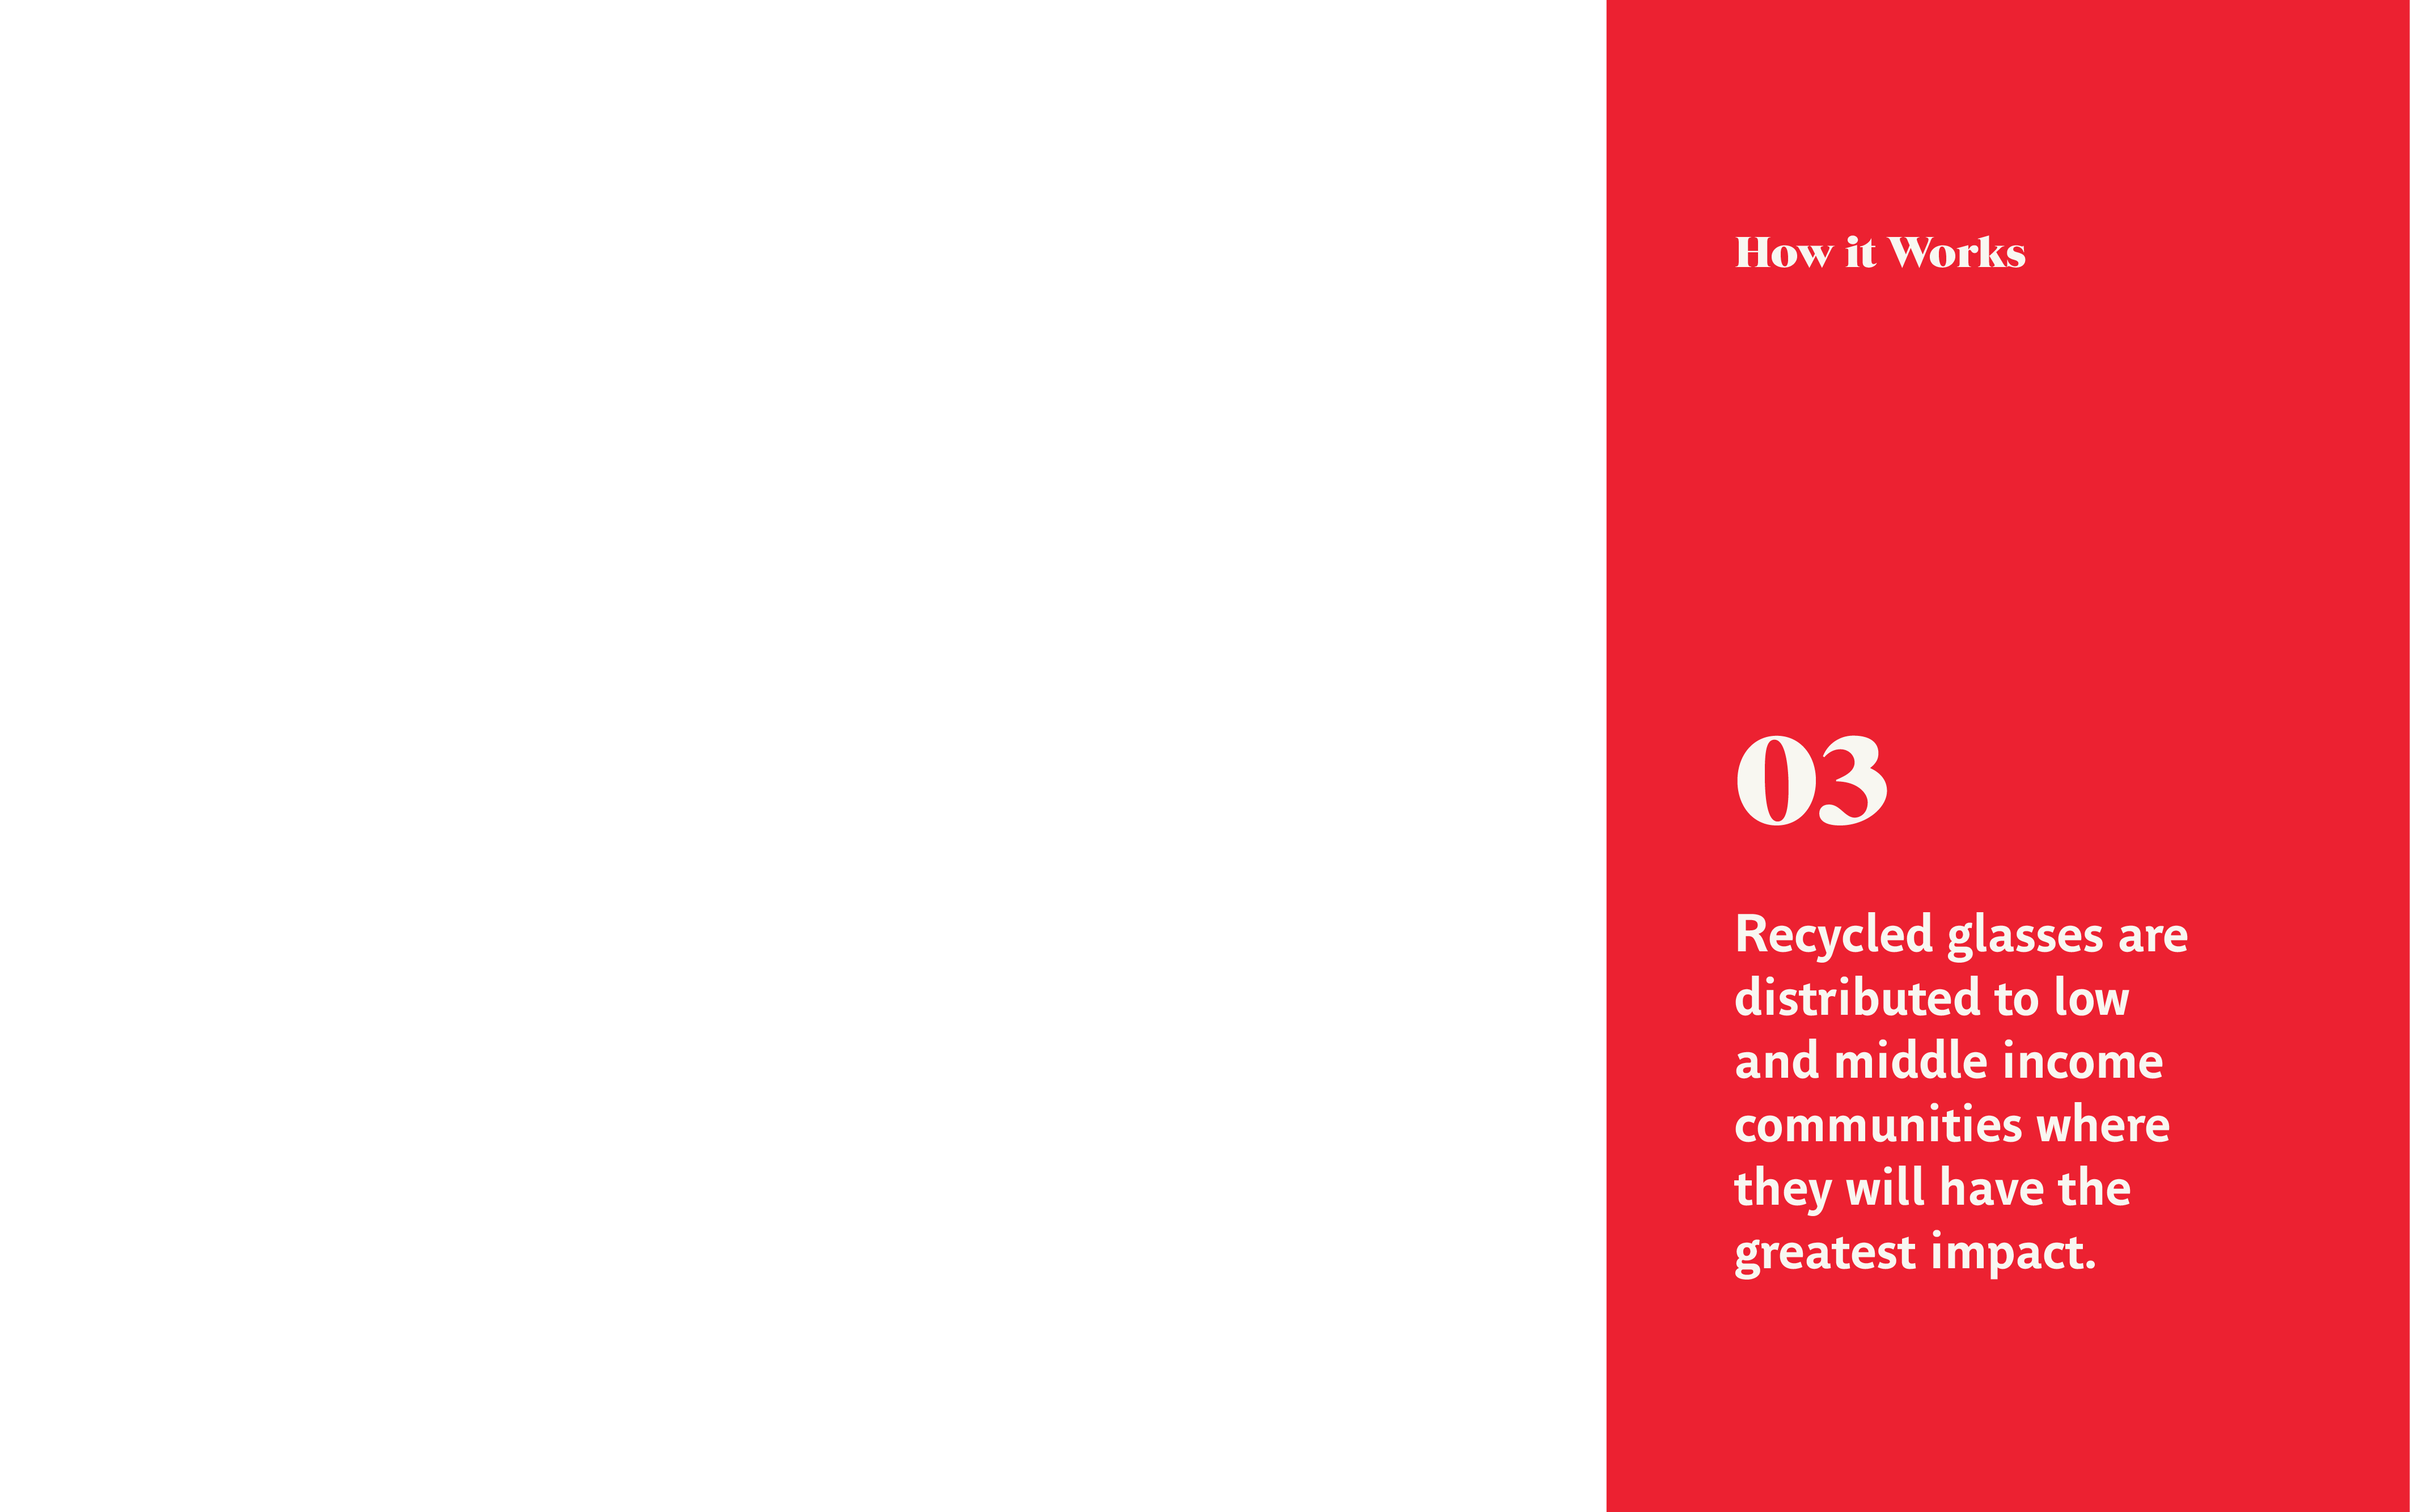 How it Works
03
Recycled glasses are
distributed to low
and middle income
communities where
they will have the
greatest impact.